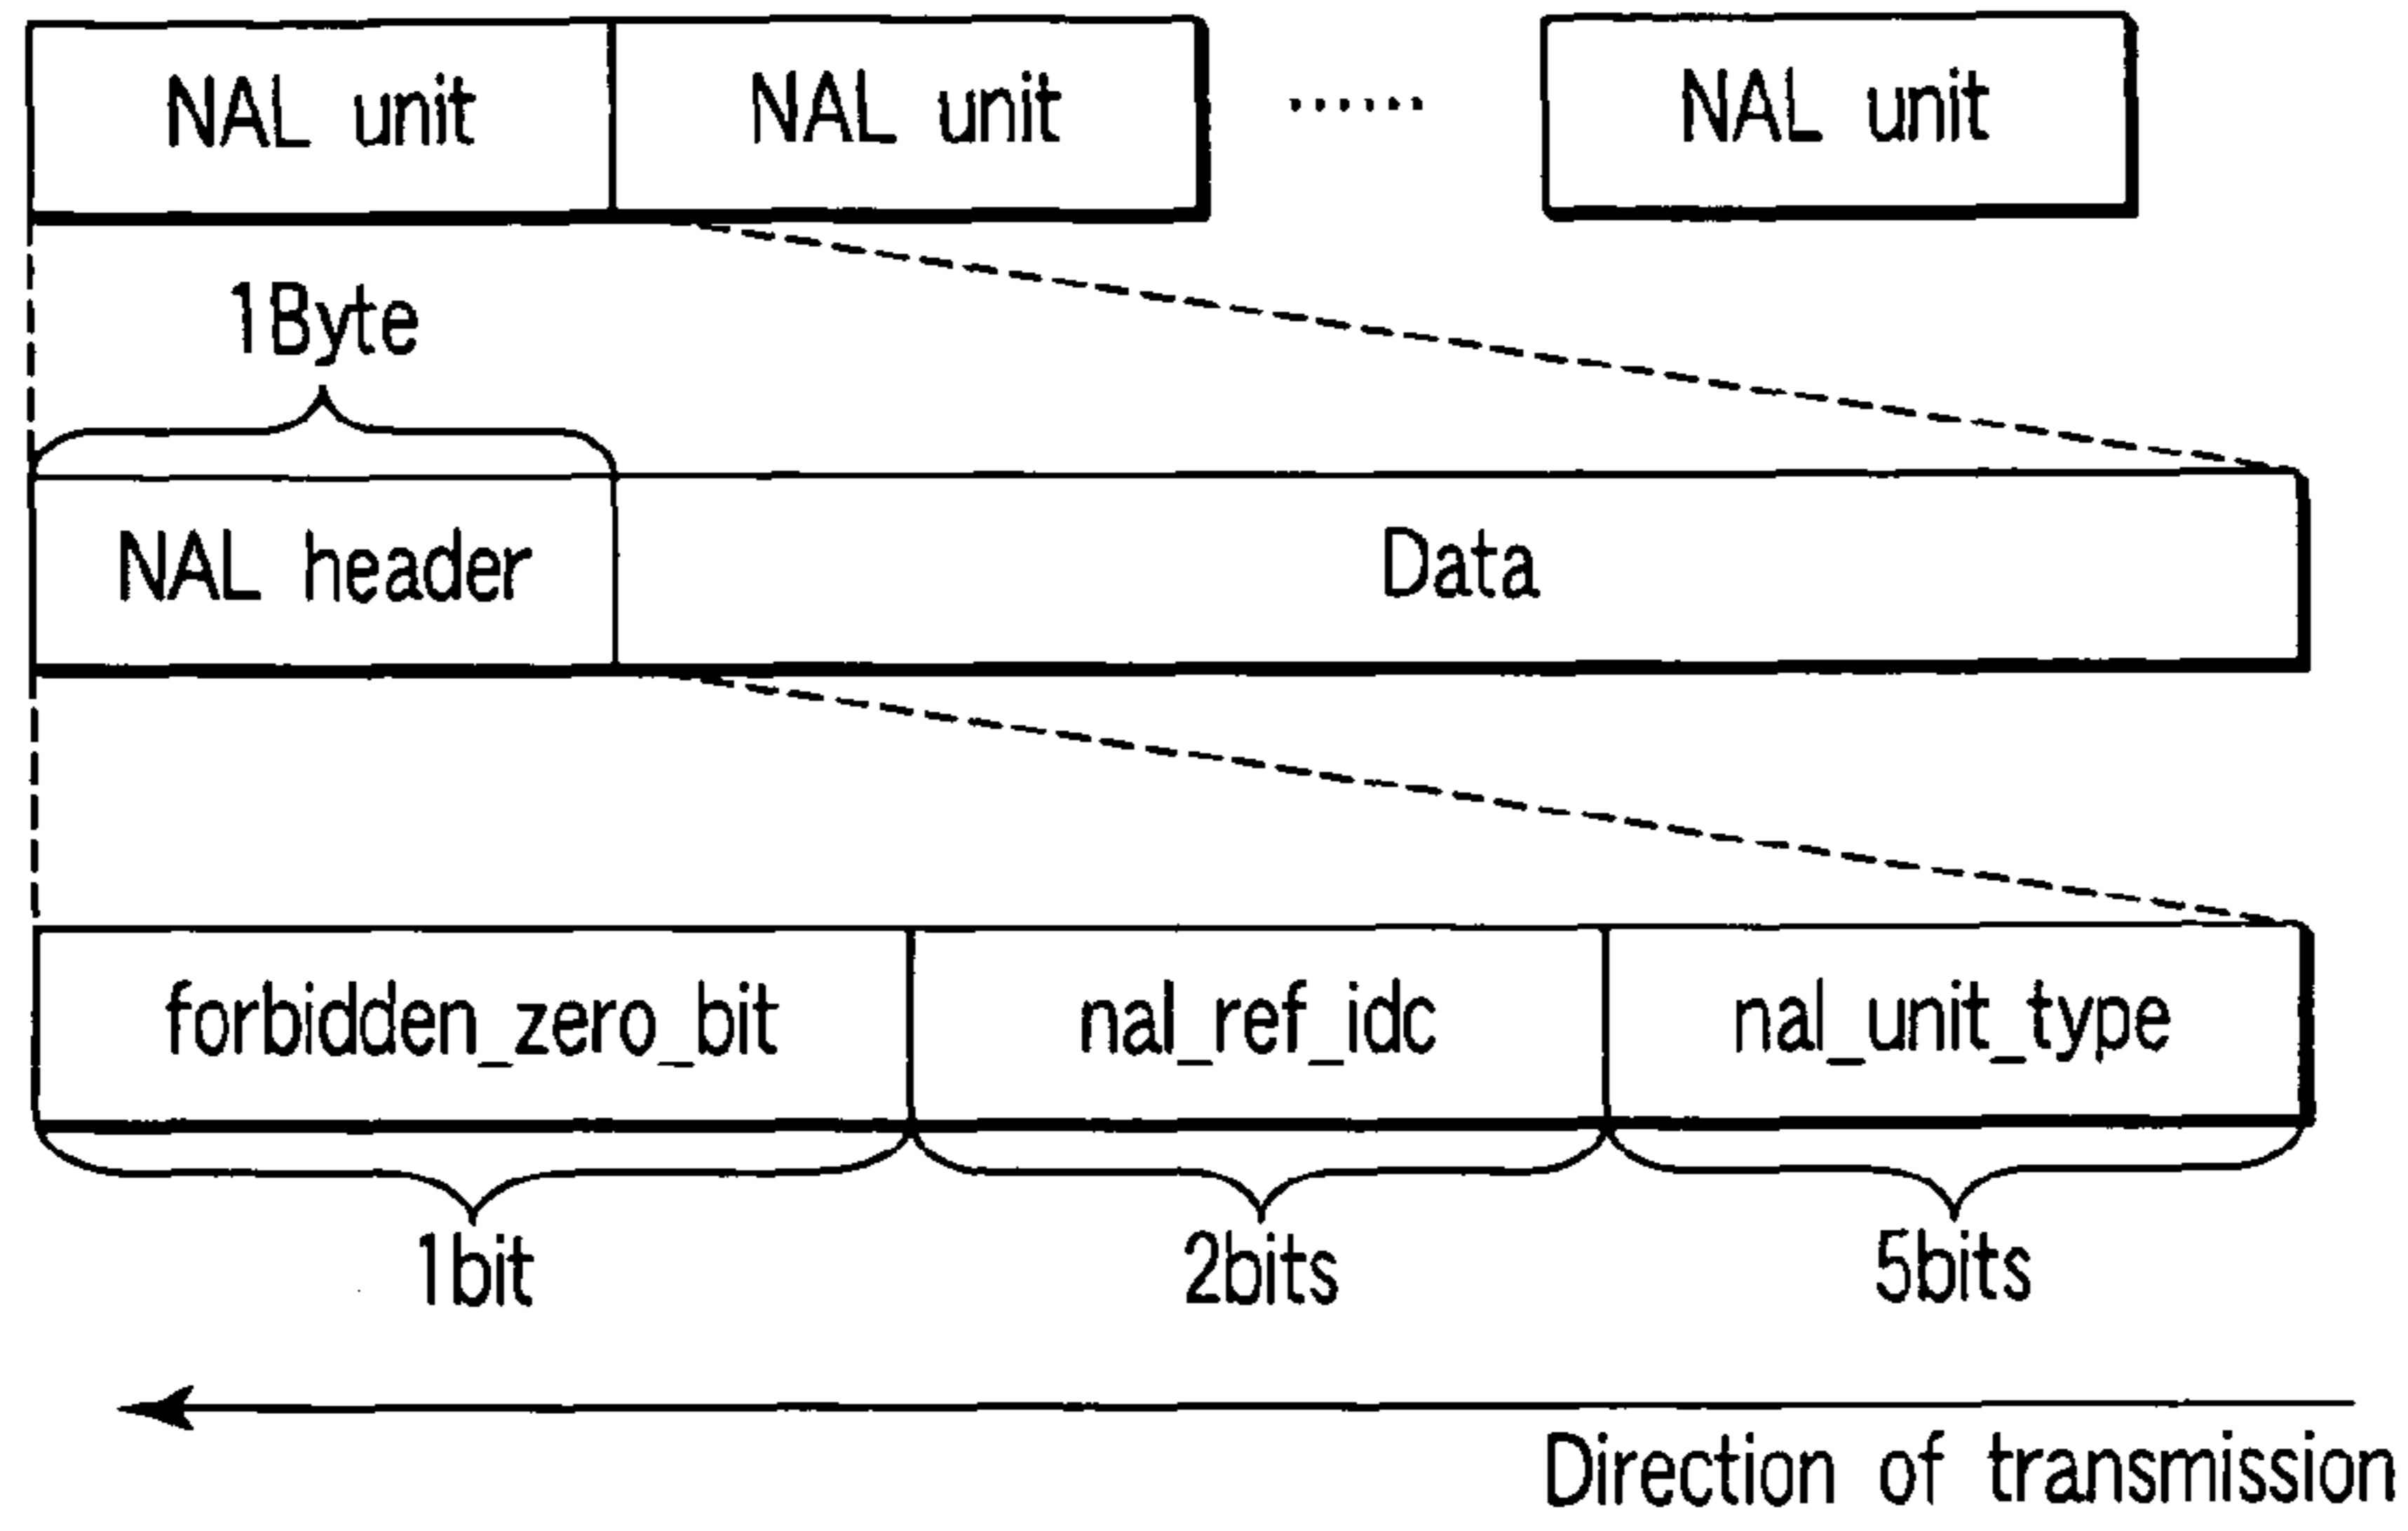 NAL unit NAL unit ...... NAL unit
1Byte
NAL header Data
forbidden_zero_bit nal_ref_idc nal_unit_type
1bit 2bits 5bits
Direction of transmission